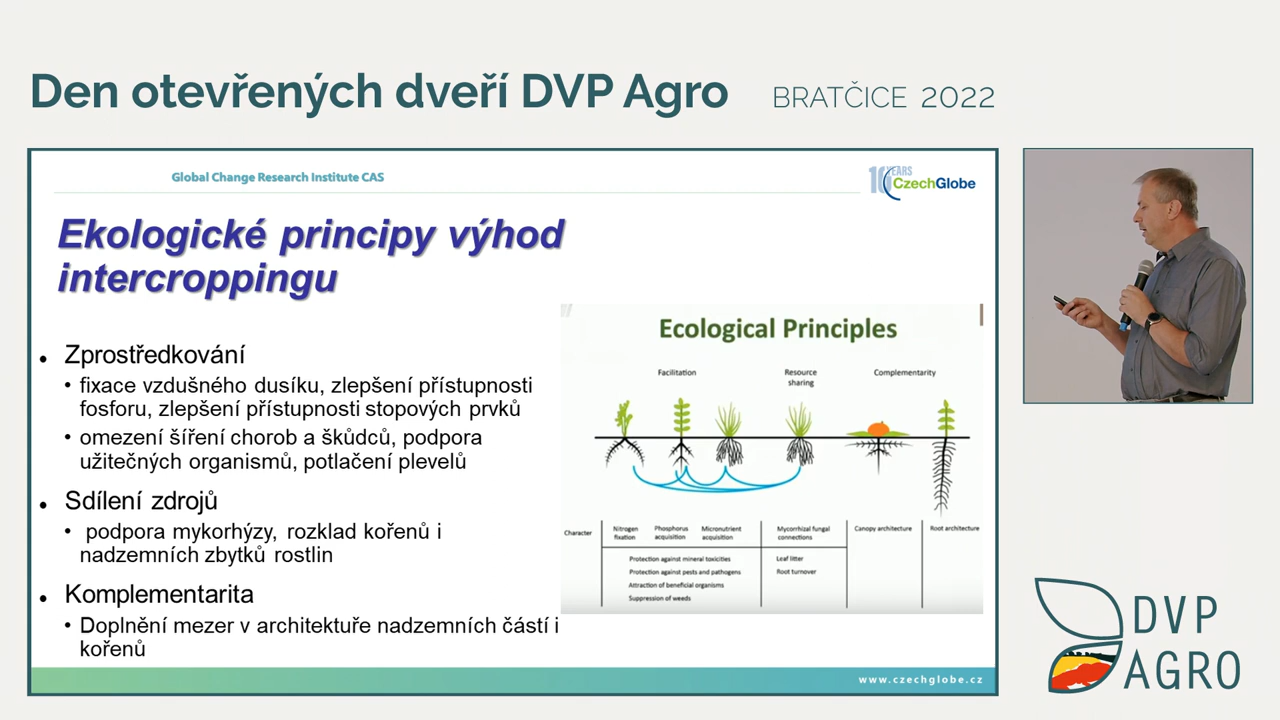 Den otevřených dveří DVP Agro BRATČICE 2022
Global Change Research Institute CAS
10 YEARS
CzechGlobe
Ekologické principy výhod
intercroppingu
• Zprostředkování
• fixace vzdušného dusíku, zlepšení přístupnosti
fosforu, zlepšení přístupnosti stopových prvků
• omezení šíření chorob a škůdců, podpora
užitečných organismů, potlačení plevelů
• Sdílení zdrojů
• podpora mykorhýzy, rozklad kořenů i
nadzemních zbytků rostlin
• Komplementarita
• Doplnění mezer v architektuře nadzemních částí i
kořenů
Ecological Principles
Facilitation
Resource
sharing
Complementarity
Character
Nitrogen
fixation
Phosphorus
acquisition
Micronutrient
acquisition
Mycorrhizal fungal
connections
Canopy architecture
Root architecture
Protection against mineral toxicities
Protection against pests and pathogens
Attraction of beneficial organisms
Suppression of weeds
Leaf litter
Root turnover
www.czechglobe.cz
DVP
AGRO